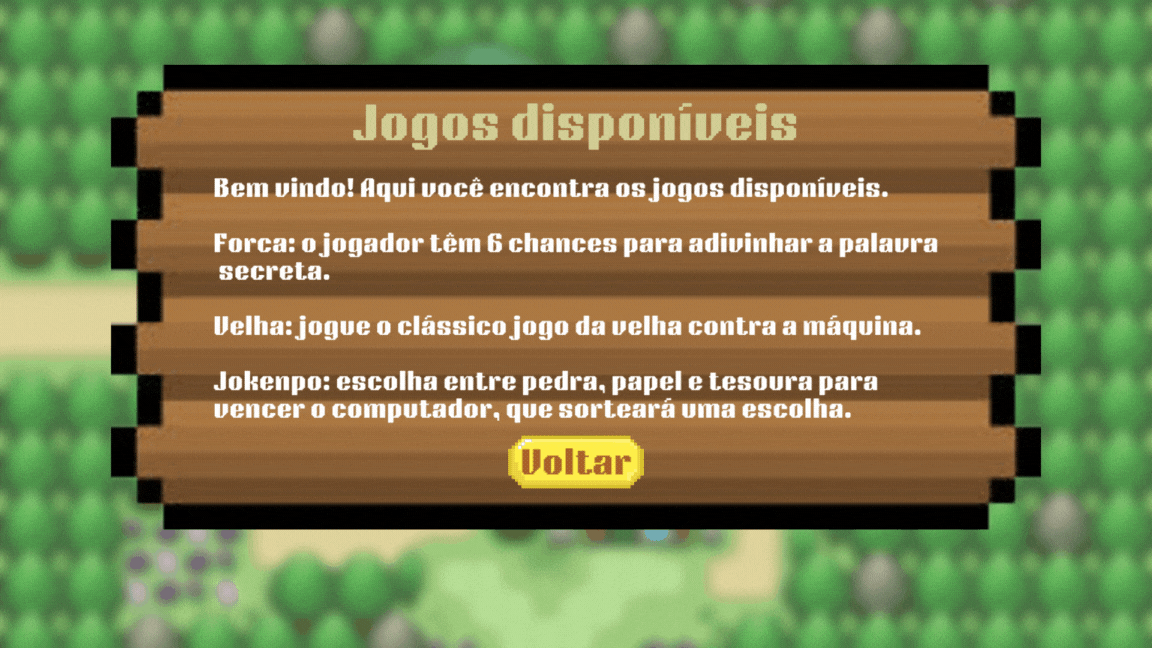 Jogos disponíveis
Bem vindo! Aqui você encontra os jogos disponíveis.
Forca: o jogador têm 6 chances para adivinhar a palavra
secreta.
Velha: jogue o clássico jogo da velha contra a máquina.
Jokenpo: escolha entre pedra, papel e tesoura para
vencer o computador, que sorteará uma escolha.
Voltar